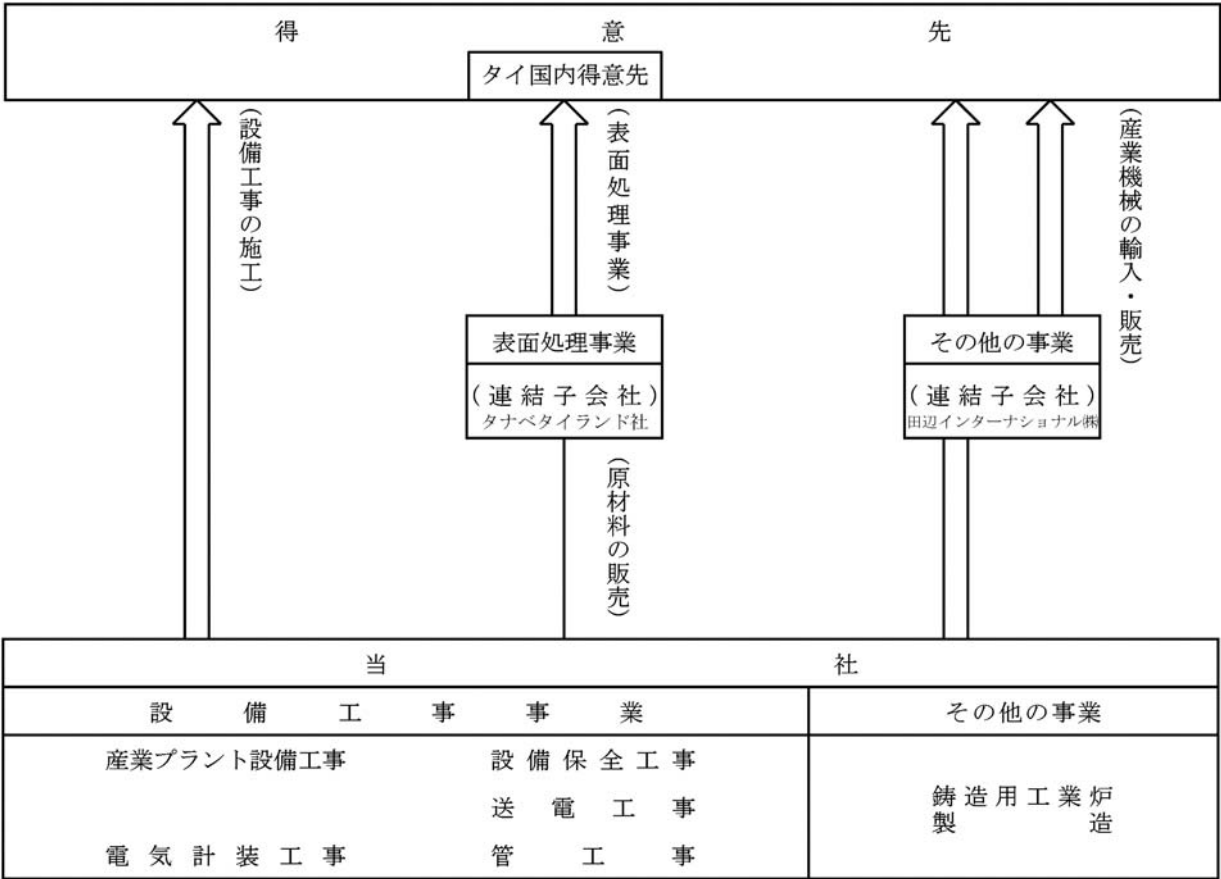 得意先
タイ国内得意先
(設備工事の施工)
(表面処理事業)
(産業機械の輸入・販売)
表面処理事業
(連結子会社)
タナベタイランド社
その他の事業
(連結子会社)
田辺インターナショナル㈱
(原材料の販売)
当社
設備工事事業
その他の事業
産業プラント設備工事
設備保全工事
送電工事
電気計装工事
管工事
鋳造用工業炉
製造